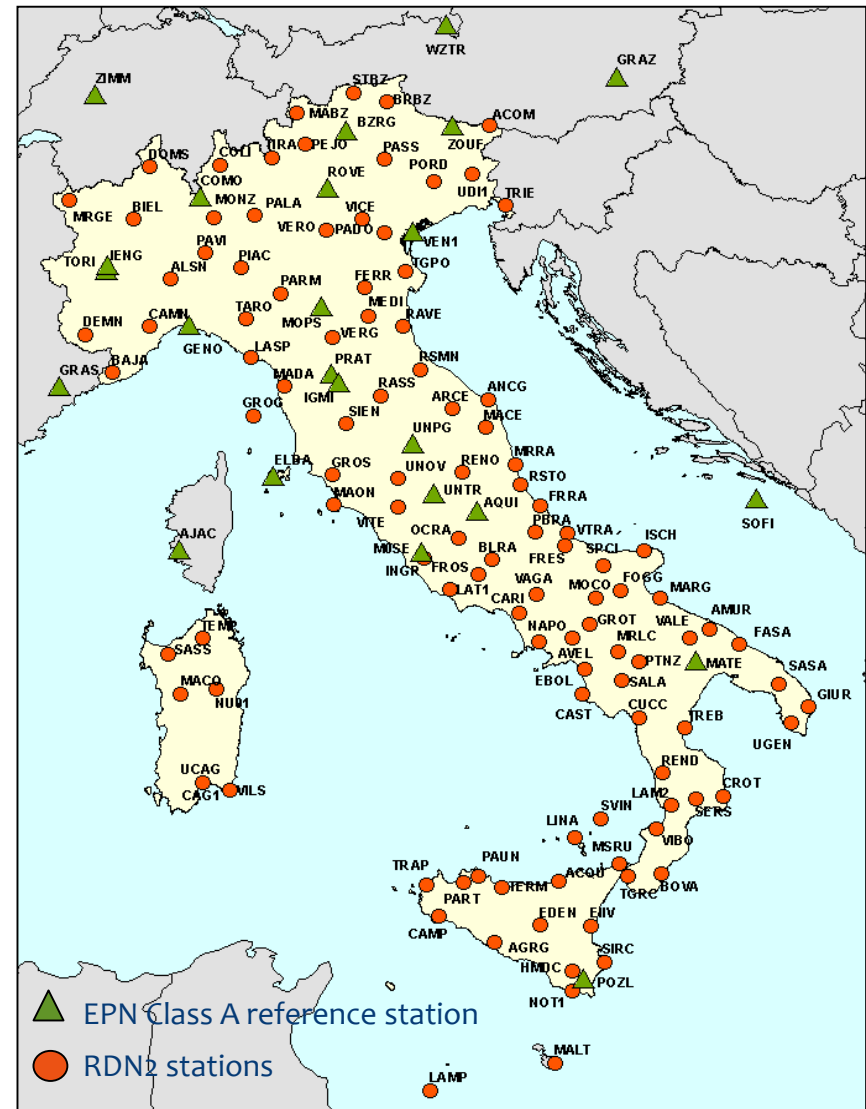 WZTR
GRAZ
ZIMM
STBZ
BRBZ
MABZ
BZRG
ACOM
ZOUF
DOMS
COLI
TIRA
PEJO
PASS
COMO
ROVE
PORD
UDI1
MRGE
BIEL
MONZ
PALA
VICE
TRIE
VERO
PADO
VEN1
PAVI
TORI
IENG
PIAC
TGPO
ALSN
PARM
FERR
CAMN
TARO
MOPS
MEDI
RAVE
DEMN
GENO
VERG
GRAS
BAJA
LASP
PRAT
RSMN
MADA
IGMI
RASS
ARCE
ANCG
GROG
SIEN
MACE
UNPG
MRRA
ELBA
GROS
UNOV
RENO
RSTO
MAON
UNTR
AQUI
FRRA
SOFI
VITE
PBRA
VTRA
AJAC
OCRA
ISCH
M0SE
BLRA
FRES
SPCI
INGR
FROS
VAGA
MOCO
FOGG
MARG
LAT1
CARI
VALE
AMUR
TEMP
NAPO
GROT
FASA
SASS
AVEL
MRLC
PTNZ
MATE
SASA
MACO
NU01
EBOL
SALA
GIUR
CAST
CUCC
TREB
UGEN
UCAG
REND
CAG1
VILS
LAM2
CROT
SVIN
SERS
LINA
VIBO
MSRU
TRAP
PAUN
ACQU
PART
TERM
TGRC
BOVA
CAMP
EDEN
EIIV
AGRG
SIRC
HMDC
POZL
NOT1
EPN Class A reference station
RDN2 stations
MALT
LAMP